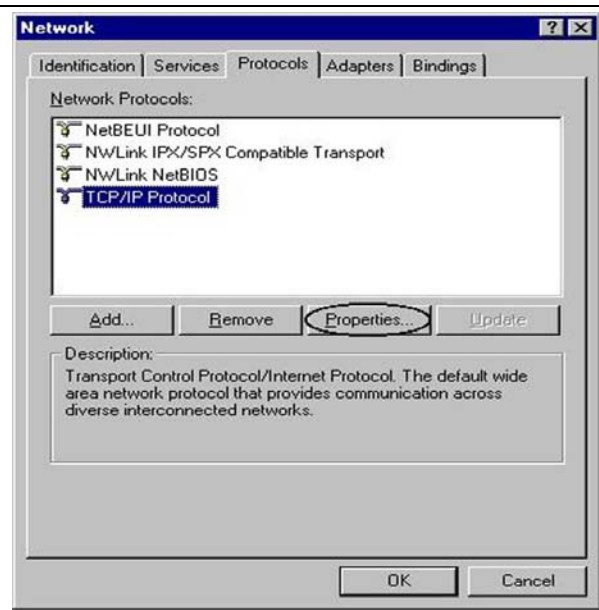 Network
Identification Services Protocols Adapters Bindings
Network Protocols:
NetBEUI Protocol
NWLink IPX/SPX Compatible Transport
NWLink NetBIOS
TCP/IP Protocol
Add... Remove Properties... Update
Description:
Transport Control Protocol/Internet Protocol. The default wide
area network protocol that provides communication across
diverse interconnected networks.
OK Cancel